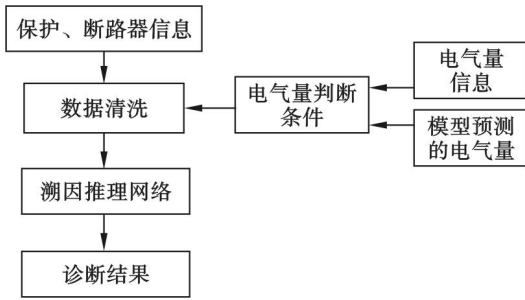 保护、断路器信息
数据清洗
溯因推理网络
诊断结果
电气量判断
条件
电气量
信息
模型预测
的电气量